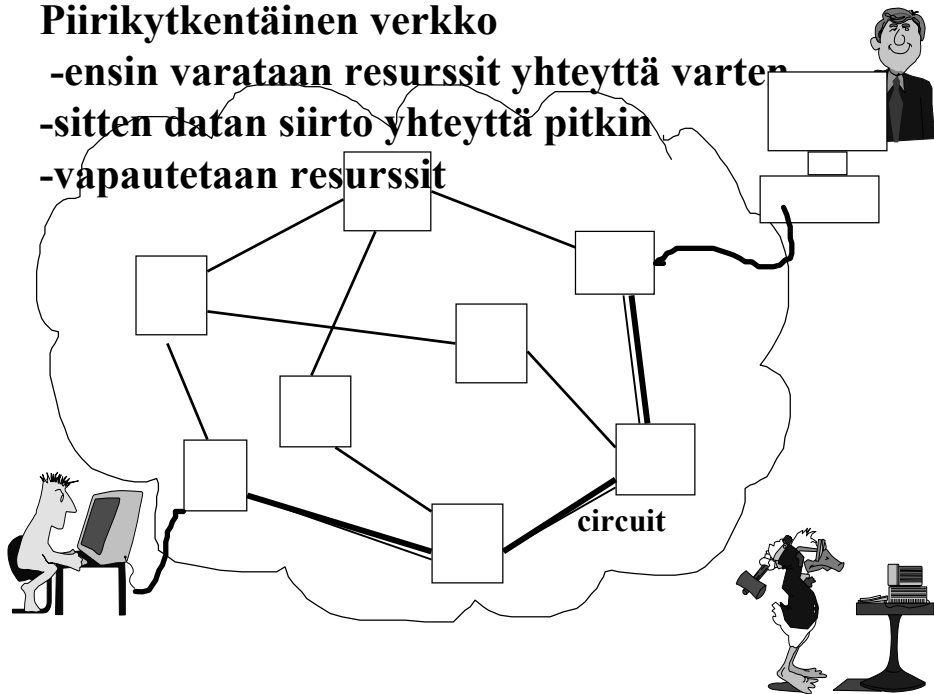 Piirikytkentäinen verkko
-ensin varataan resurssit yhteyttä varten
-sitten datan siirto yhteyttä pitkin
-vapautetaan resurssit
circuit